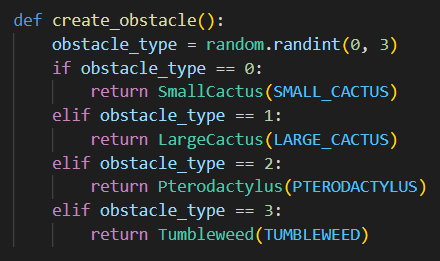 def create_obstacle():
    obstacle_type = random.randint(0, 3)
    if obstacle_type == 0:
        return SmallCactus(SMALL_CACTUS)
    elif obstacle_type == 1:
        return LargeCactus(LARGE_CACTUS)
    elif obstacle_type == 2:
        return Pterodactylus(PTERODACTYLUS)
    elif obstacle_type == 3:
        return Tumbleweed(TUMBLEWEED)